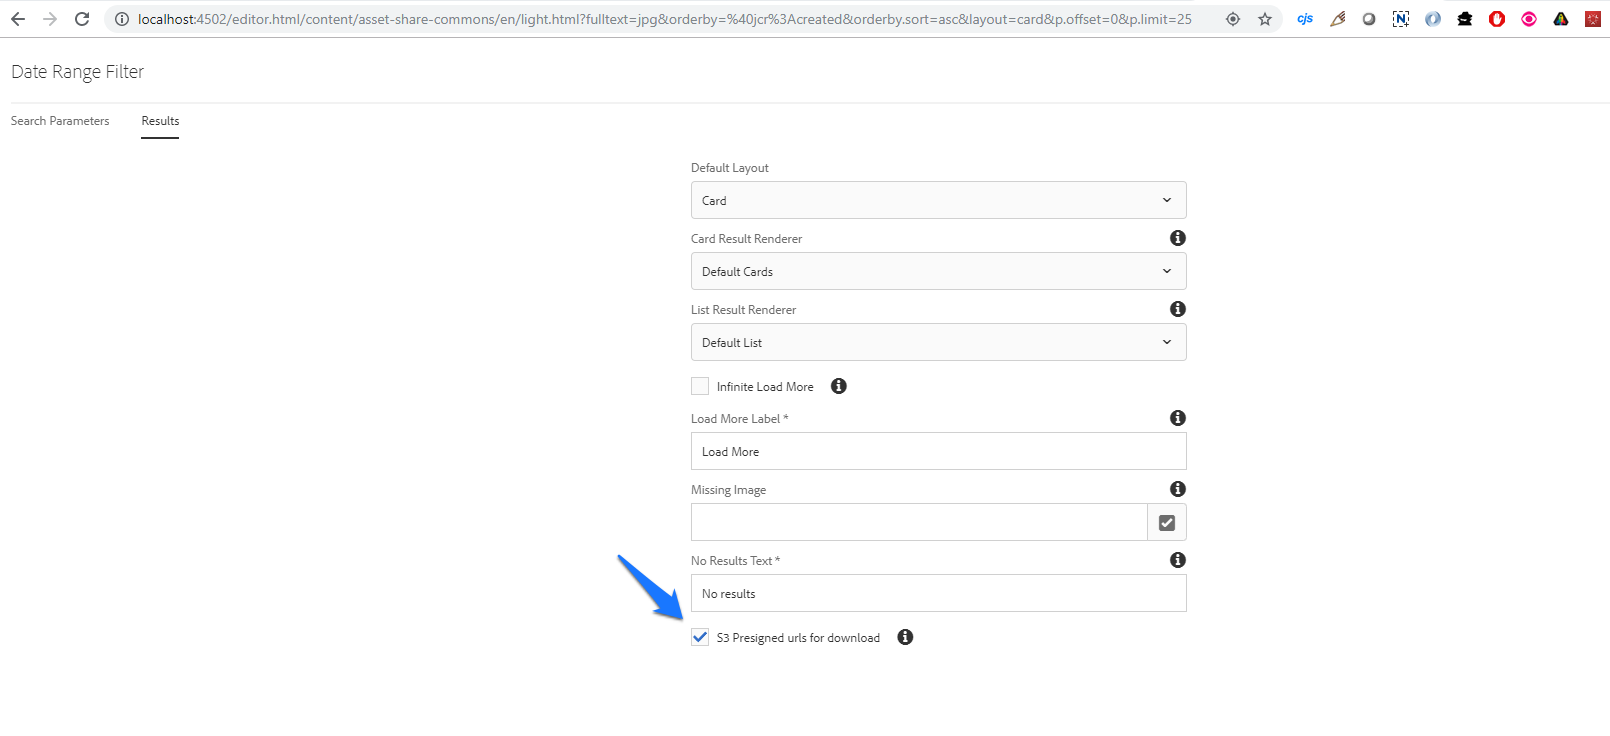 localhost:4502/editor.html/content/asset-share-commons/en/light.html?fulltext=jpg&orderby=%40jcr%3Acreated&orderby.sort=asc&layout=card&p.offset=0&p.limit=25
cjs
N
Date Range Filter
Search Parameters Results
Default Layout
Card
Card Result Renderer
Default Cards
List Result Renderer
Default List
Infinite Load More
Load More Label *
Load More
Missing Image
No Results Text *
No results
S3 Presigned urls for download